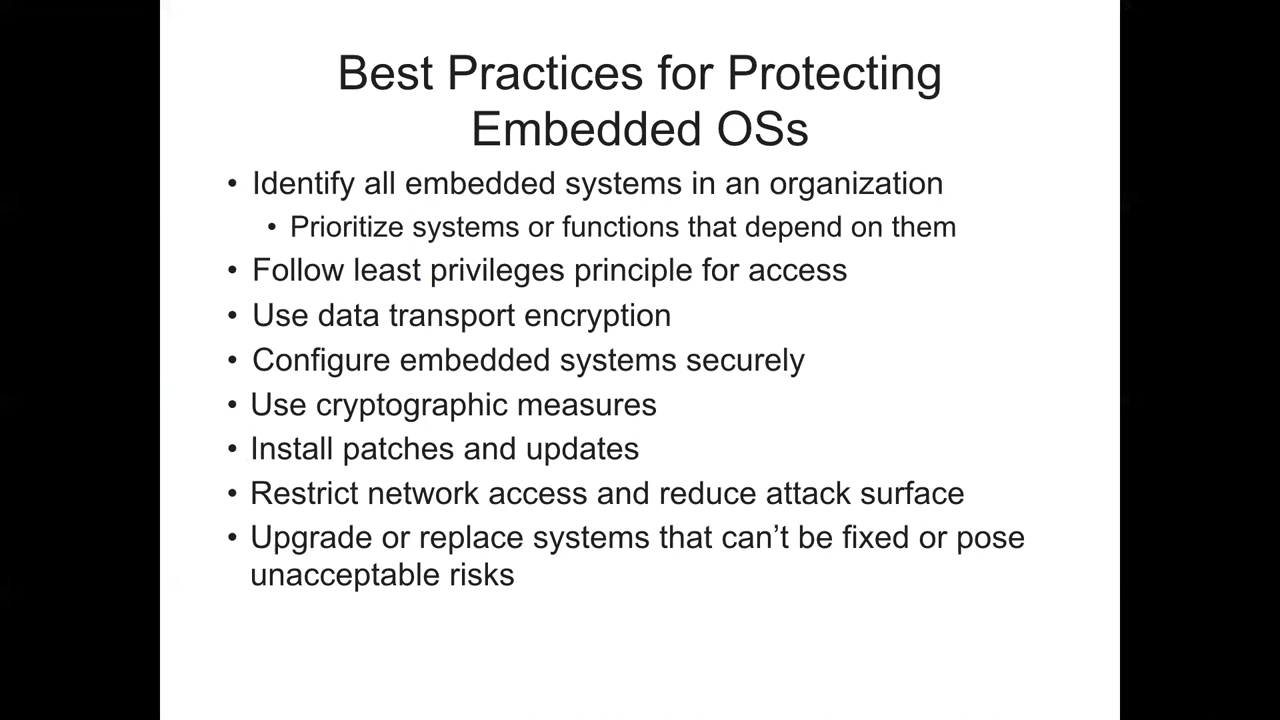 Best Practices for Protecting
Embedded OSs
• Identify all embedded systems in an organization
• Prioritize systems or functions that depend on them
• Follow least privileges principle for access
• Use data transport encryption
• Configure embedded systems securely
• Use cryptographic measures
• Install patches and updates
• Restrict network access and reduce attack surface
• Upgrade or replace systems that can’t be fixed or pose
unacceptable risks